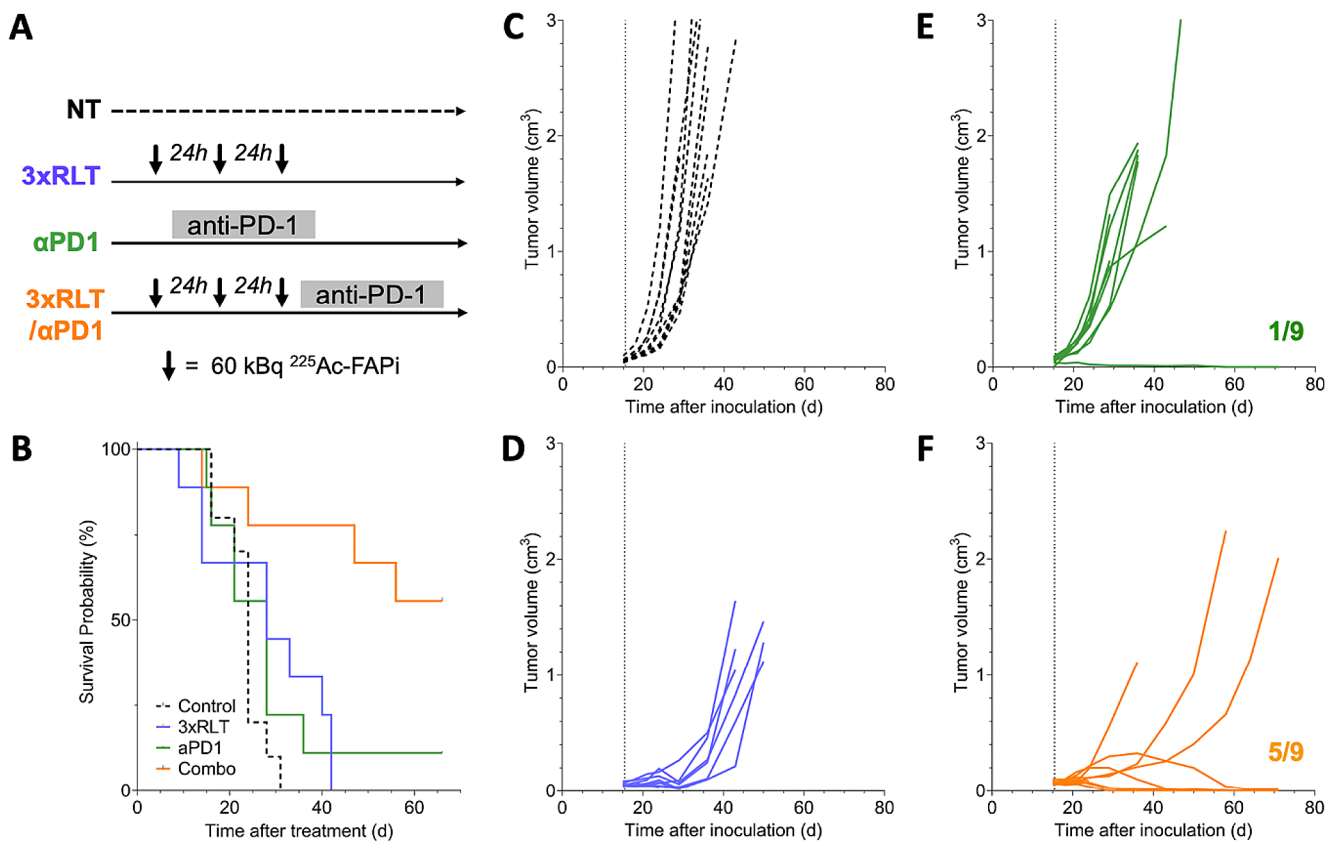 A
NT
3xRLT
24h 24h
αPD1
anti-PD-1
3xRLT
/αPD1
24h 24h
anti-PD-1
= 60 kBq ²²⁵Ac-FAPi
B
Survival Probability (%)
100
50
0
0 20 40 60
Time after treatment (d)
Control
3xRLT
aPD1
Combo
C
Tumor volume (cm³)
3
2
1
0
0 20 40 60 80
Time after inoculation (d)
D
Tumor volume (cm³)
3
2
1
0
0 20 40 60 80
Time after inoculation (d)
E
Tumor volume (cm³)
3
2
1
0
0 20 40 60 80
Time after inoculation (d)
1/9
F
Tumor volume (cm³)
3
2
1
0
0 20 40 60 80
Time after inoculation (d)
5/9